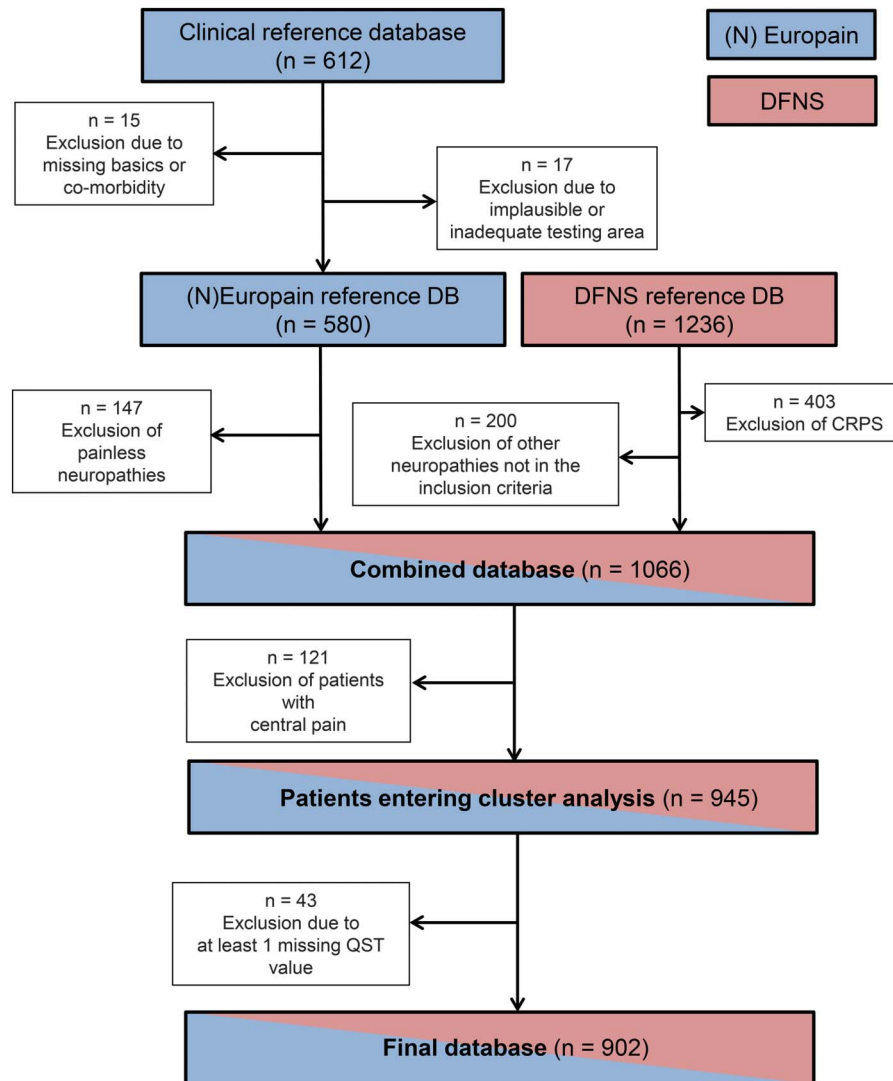 Clinical reference database
(n = 612)
(N) Europain
DFNS
n = 15
Exclusion due to
missing basics or
co-morbidity
n = 17
Exclusion due to
implausible or
inadequate testing area
(N)Europain reference DB
(n = 580)
DFNS reference DB
(n = 1236)
n = 147
Exclusion of
painless
neuropathies
n = 200
Exclusion of other
neuropathies not in the
inclusion criteria
n = 403
Exclusion of CRPS
Combined database (n = 1066)
n = 121
Exclusion of patients
with
central pain
Patients entering cluster analysis (n = 945)
n = 43
Exclusion due to
at least 1 missing QST
value
Final database (n = 902)